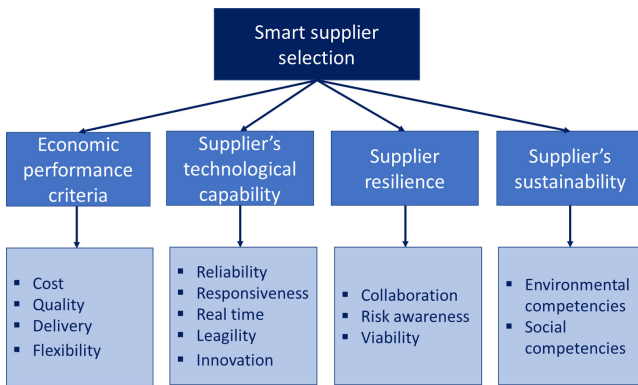 Smart supplier
selection
Economic
performance
criteria
Supplier’s
technological
capability
Supplier
resilience
Supplier’s
sustainability
▪ Cost
▪ Quality
▪ Delivery
▪ Flexibility
▪ Reliability
▪ Responsiveness
▪ Real time
▪ Leagility
▪ Innovation
▪ Collaboration
▪ Risk awareness
▪ Viability
▪ Environmental
competencies
▪ Social
competencies